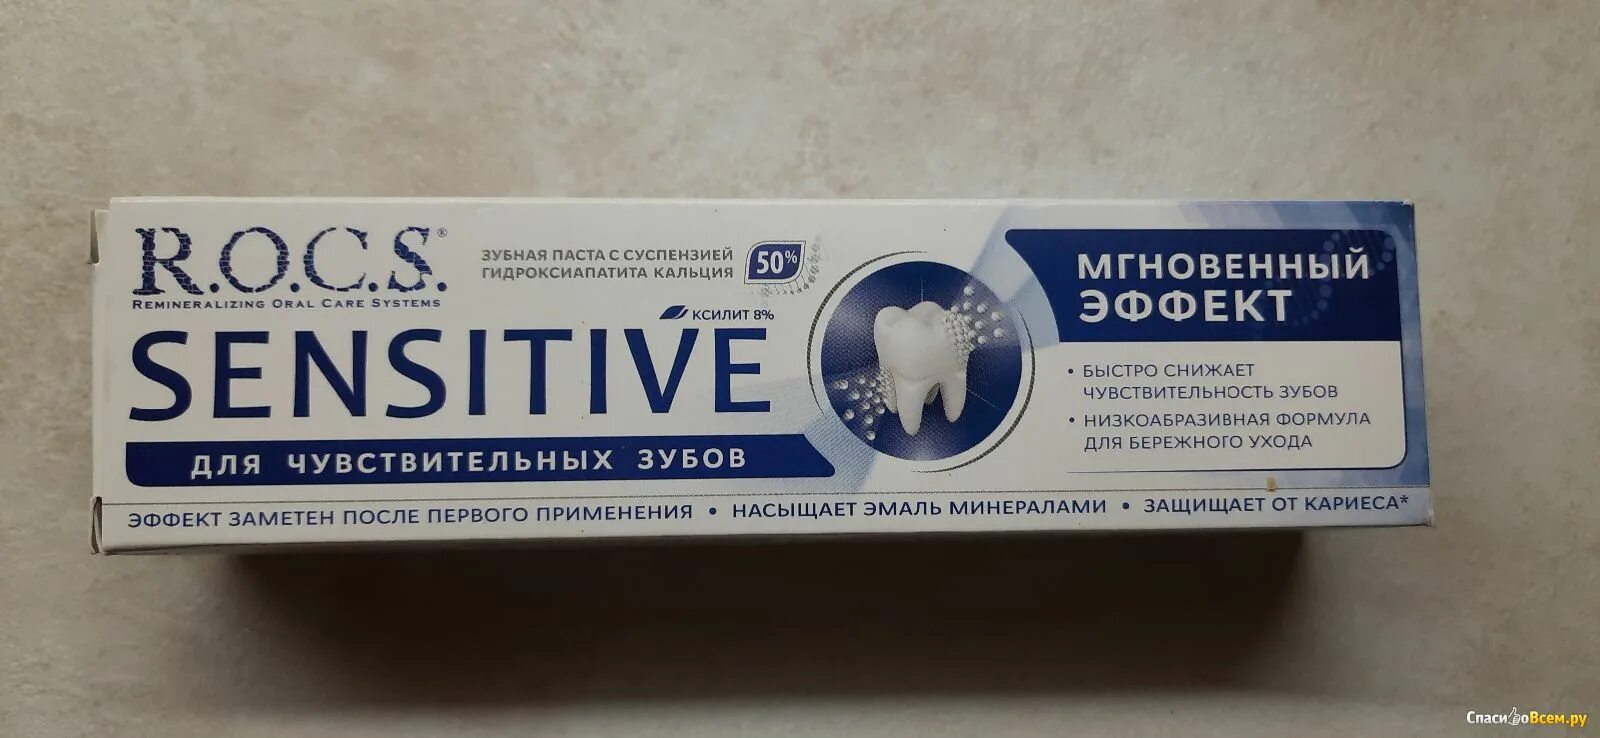 R.O.C.S.®
REMINERALIZING ORAL CARE SYSTEMS
ЗУБНАЯ ПАСТА С СУСПЕНЗИЕЙ
ГИДРОКСИАПАТИТА КАЛЬЦИЯ
50%
КСИЛИТ 8%
SENSITIVE
ДЛЯ ЧУВСТВИТЕЛЬНЫХ ЗУБОВ
МГНОВЕННЫЙ
ЭФФЕКТ
• БЫСТРО СНИЖАЕТ
ЧУВСТВИТЕЛЬНОСТЬ ЗУБОВ
• НИЗКОАБРАЗИВНАЯ ФОРМУЛА
ДЛЯ БЕРЕЖНОГО УХОДА
ЭФФЕКТ ЗАМЕТЕН ПОСЛЕ ПЕРВОГО ПРИМЕНЕНИЯ • НАСЫЩАЕТ ЭМАЛЬ МИНЕРАЛАМИ • ЗАЩИЩАЕТ ОТ КАРИЕСА*
СпасибоВсем.ру